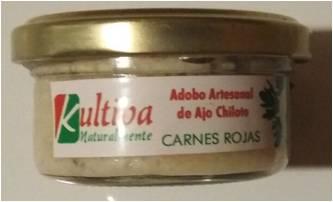 Kultiva
Naturalmente
Adobo Artesanal
de Ajo Chilote
CARNES ROJAS